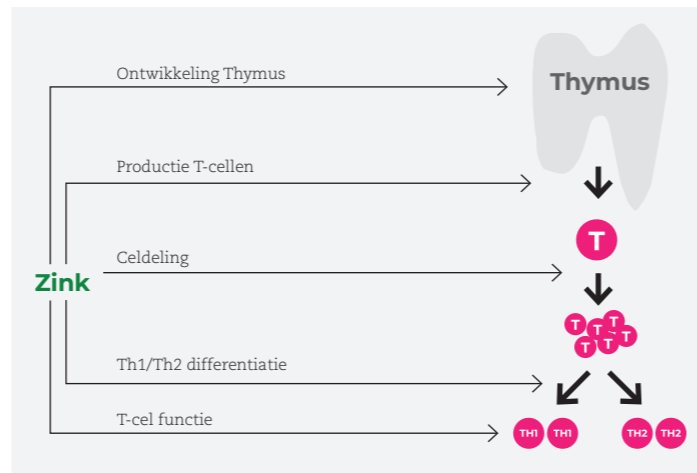 Ontwikkeling Thymus
Thymus
Productie T-cellen
T
Celdeling
Zink
T
T T T
T T
Th1/Th2 differentiatie
T-cel functie
TH1 TH1 TH2 TH2